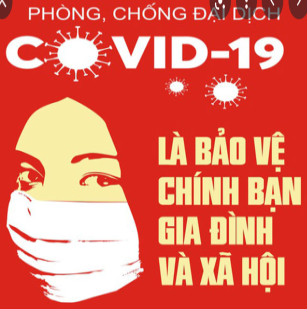 PHÒNG, CHỐNG ĐẠI DỊCH
COVID-19
LÀ BẢO VỆ
CHÍNH BẠN
GIA ĐÌNH
VÀ XÃ HỘI